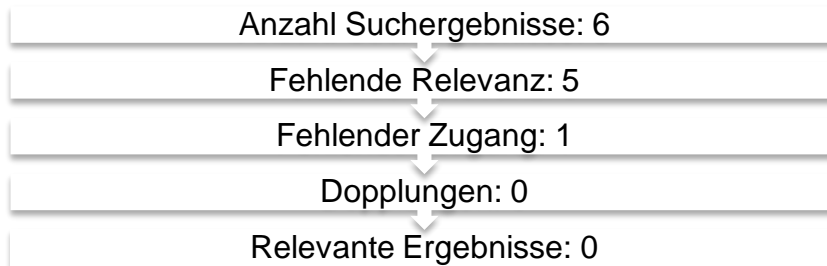 Anzahl Suchergebnisse: 6
Fehlende Relevanz: 5
Fehlender Zugang: 1
Dopplungen: 0
Relevante Ergebnisse: 0